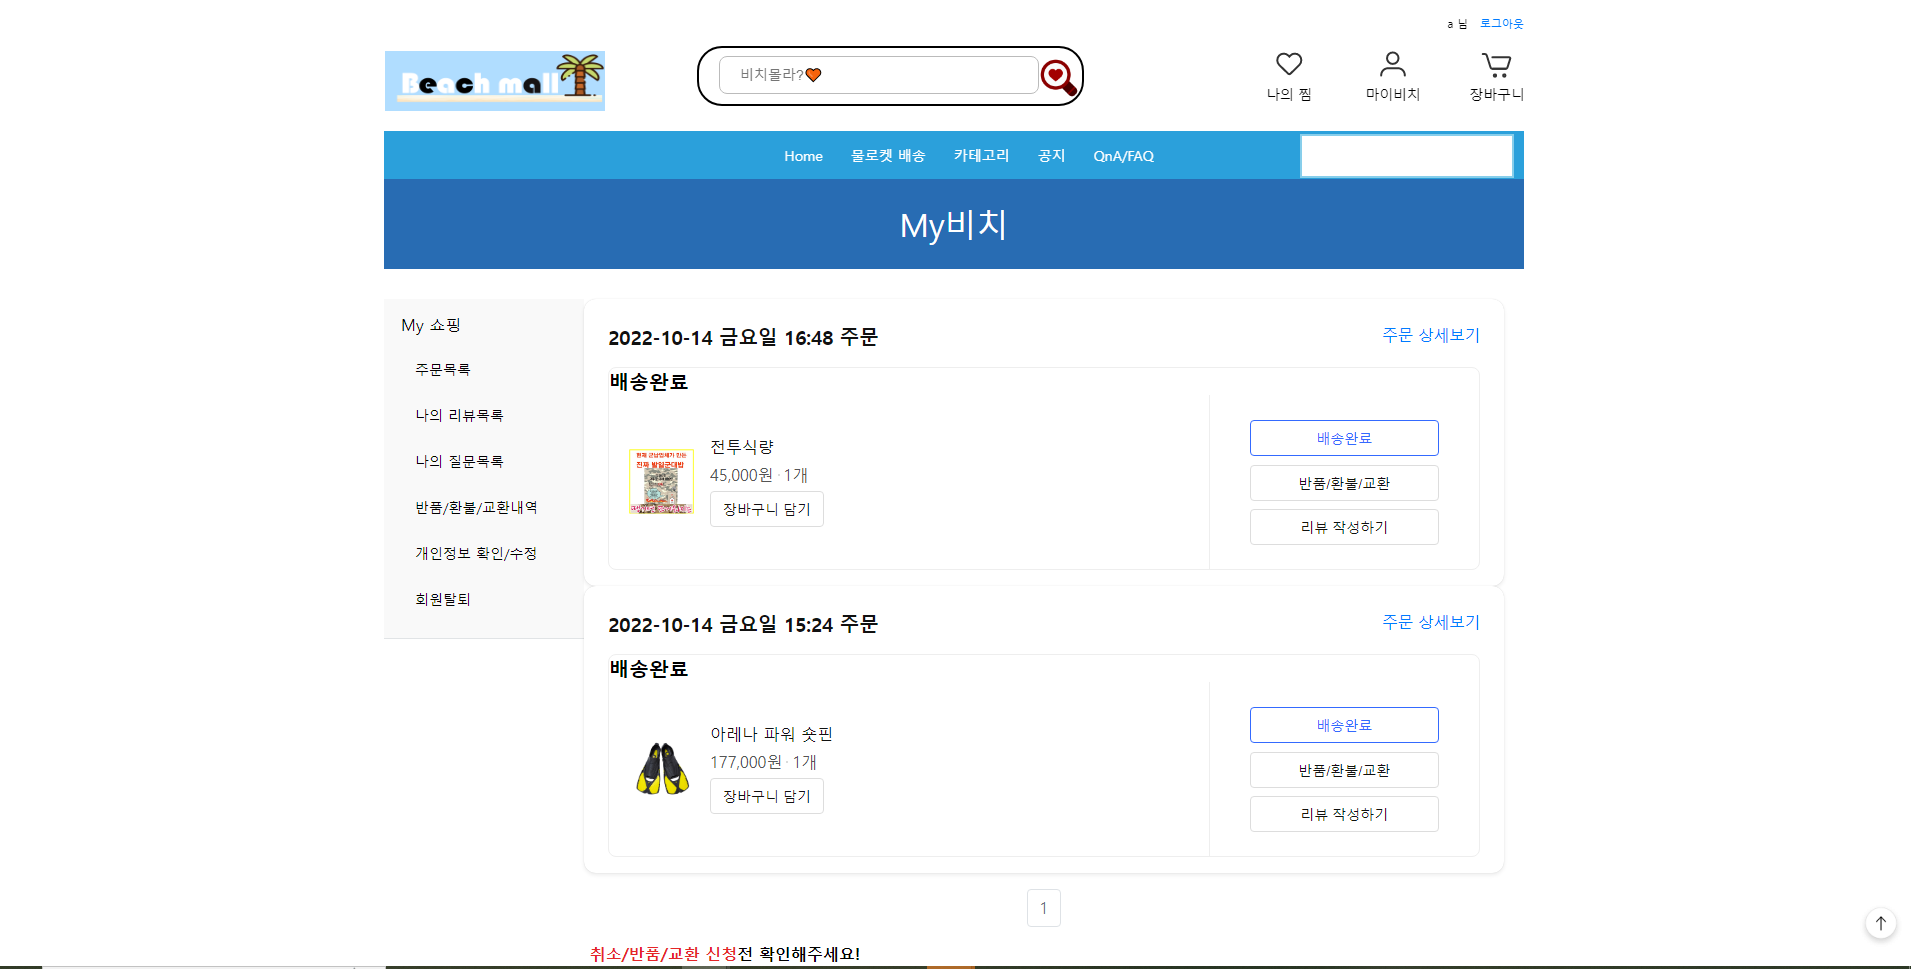 a 님 로그아웃
Beach mall
비치몰라?🧡
나의 찜
마이비치
장바구니
Home 물로켓 배송 카테고리 공지 QnA/FAQ
My비치
My 쇼핑
주문목록
나의 리뷰목록
나의 질문목록
반품/환불/교환내역
개인정보 확인/수정
회원탈퇴
2022-10-14 금요일 16:48 주문
주문 상세보기
배송완료
전투식량
45,000원 · 1개
장바구니 담기
배송완료
반품/환불/교환
리뷰 작성하기
2022-10-14 금요일 15:24 주문
주문 상세보기
배송완료
아레나 파워 숏핀
177,000원 · 1개
장바구니 담기
배송완료
반품/환불/교환
리뷰 작성하기
1
취소/반품/교환 신청전 확인해주세요!